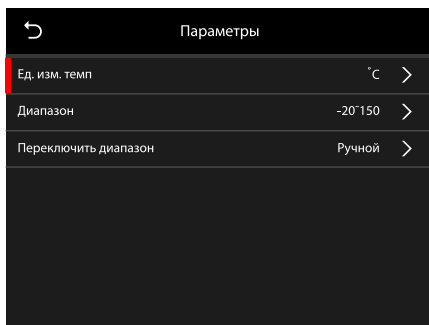 Параметры
Ед. изм. темп °C
Диапазон -20~150
Переключить диапазон Ручной